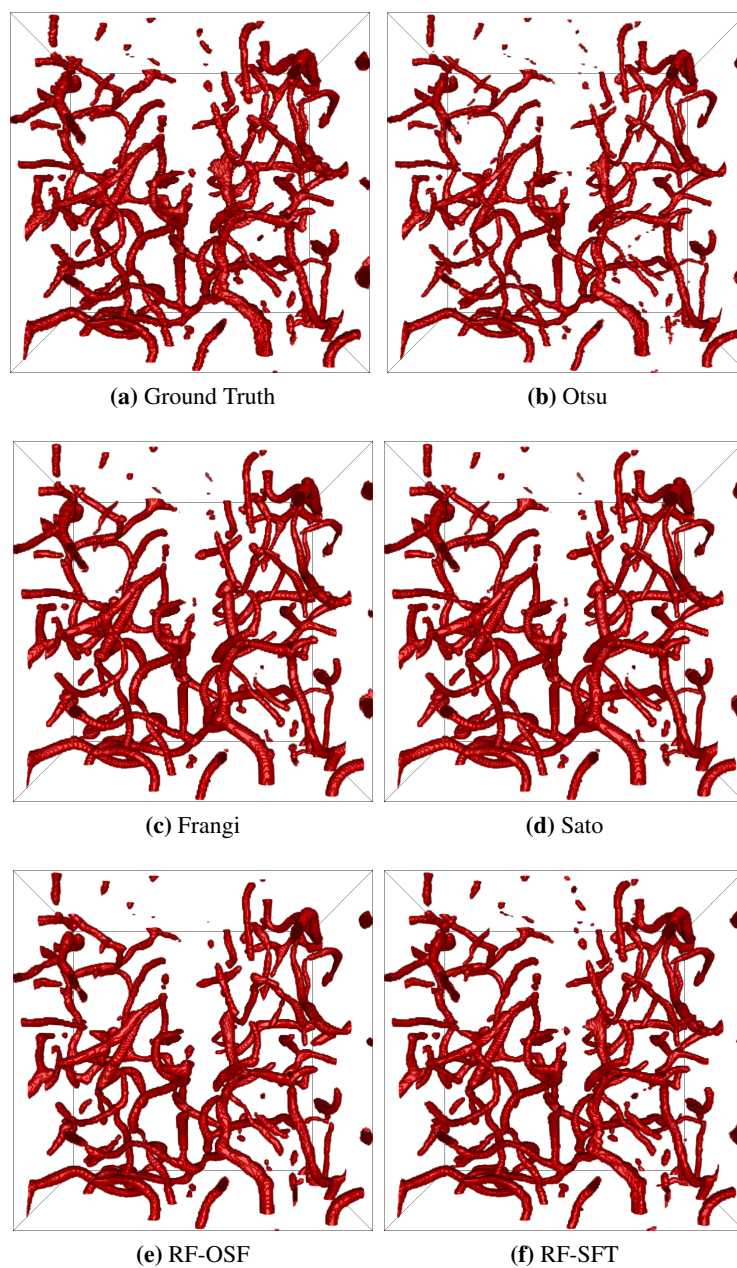 (a) Ground Truth
(b) Otsu
(c) Frangi
(d) Sato
(e) RF-OSF
(f) RF-SFT